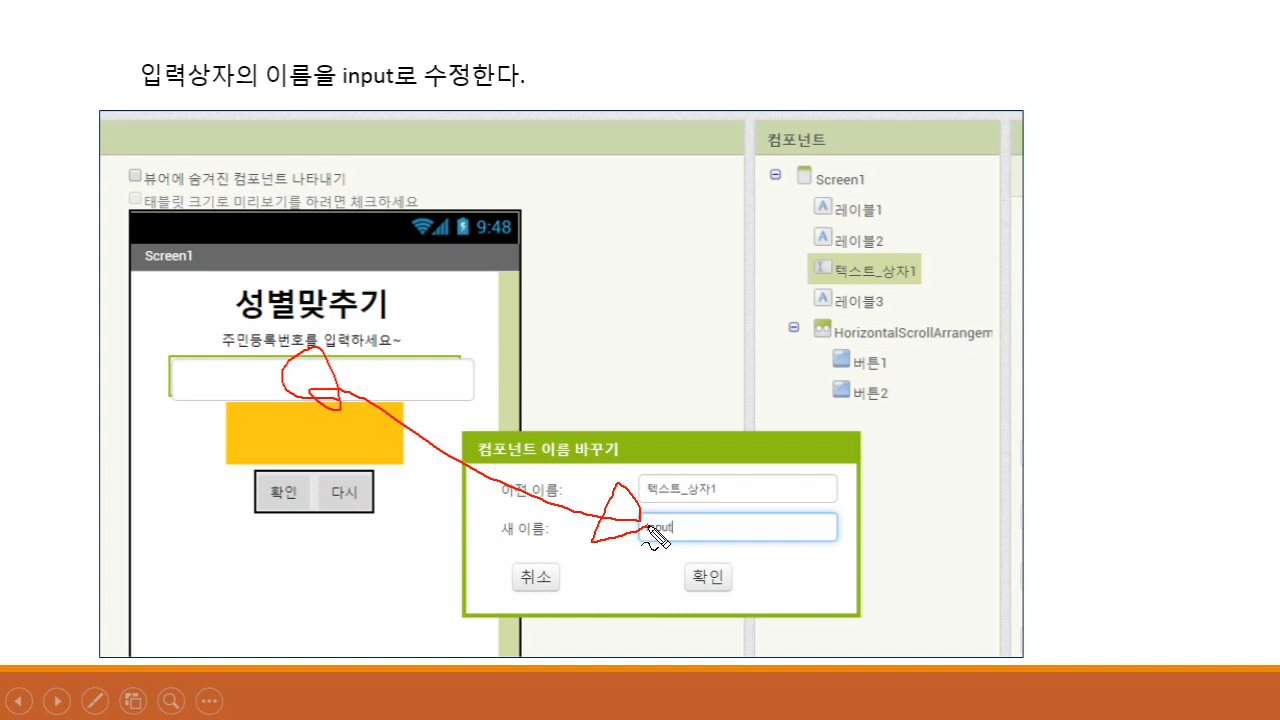 입력상자의 이름을 input로 수정한다.
컴포넌트
뷰어에 숨겨진 컴포넌트 나타내기
태블릿 크기로 미리보기를 하려면 체크하세요
9:48
Screen1
성별맞추기
주민등록번호를 입력하세요~
확인 다시
Screen1
레이블1
레이블2
텍스트_상자1
레이블3
HorizontalScrollArrangem
버튼1
버튼2
컴포넌트 이름 바꾸기
이전 이름: 텍스트_상자1
새 이름: input
취소 확인